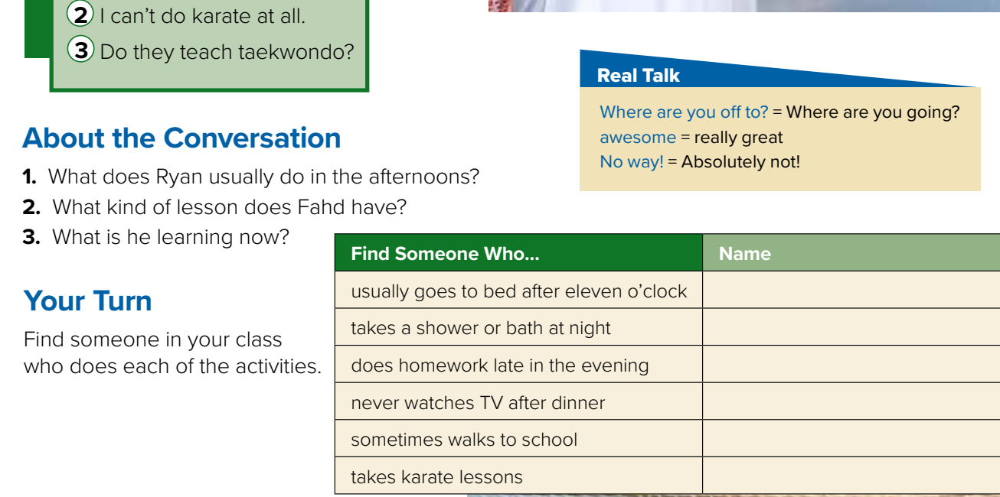 2 I can't do karate at all.
3 Do they teach taekwondo?
Real Talk
Where are you off to? = Where are you going?
awesome = really great
No way! = Absolutely not!
About the Conversation
1. What does Ryan usually do in the afternoons?
2. What kind of lesson does Fahd have?
3. What is he learning now?
Your Turn
Find someone in your class
who does each of the activities.
Find Someone Who... Name
usually goes to bed after eleven o'clock
takes a shower or bath at night
does homework late in the evening
never watches TV after dinner
sometimes walks to school
takes karate lessons